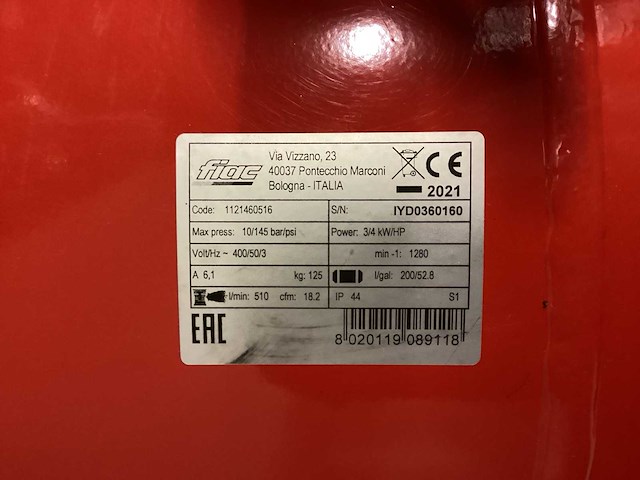 fiac
Via Vizzano, 23
40037 Pontecchio Marconi
Bologna - ITALIA
CE
2021
Code: 1121460516
S/N: IYD0360160
Max press: 10/145 bar/psi
Power: 3/4 kW/HP
Volt/Hz ~ 400/50/3
min -1: 1280
A 6,1
kg: 125
l/gal: 200/52.8
l/min: 510 cfm: 18.2
IP 44
S1
EAC
8 020119 089118